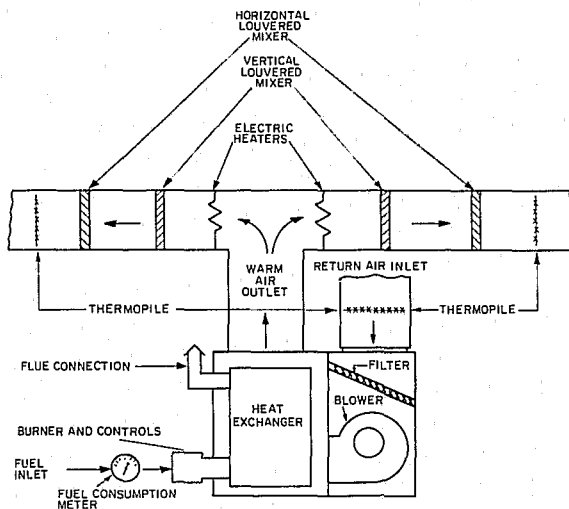 HORIZONTAL
LOUVERED
MIXER
VERTICAL
LOUVERED
MIXER
ELECTRIC
HEATERS
WARM
AIR
OUTLET
RETURN AIR INLET
THERMOPILE
THERMOPILE
FLUE CONNECTION
FILTER
BLOWER
HEAT
EXCHANGER
BURNER AND CONTROLS
FUEL
INLET
FUEL CONSUMPTION
METER